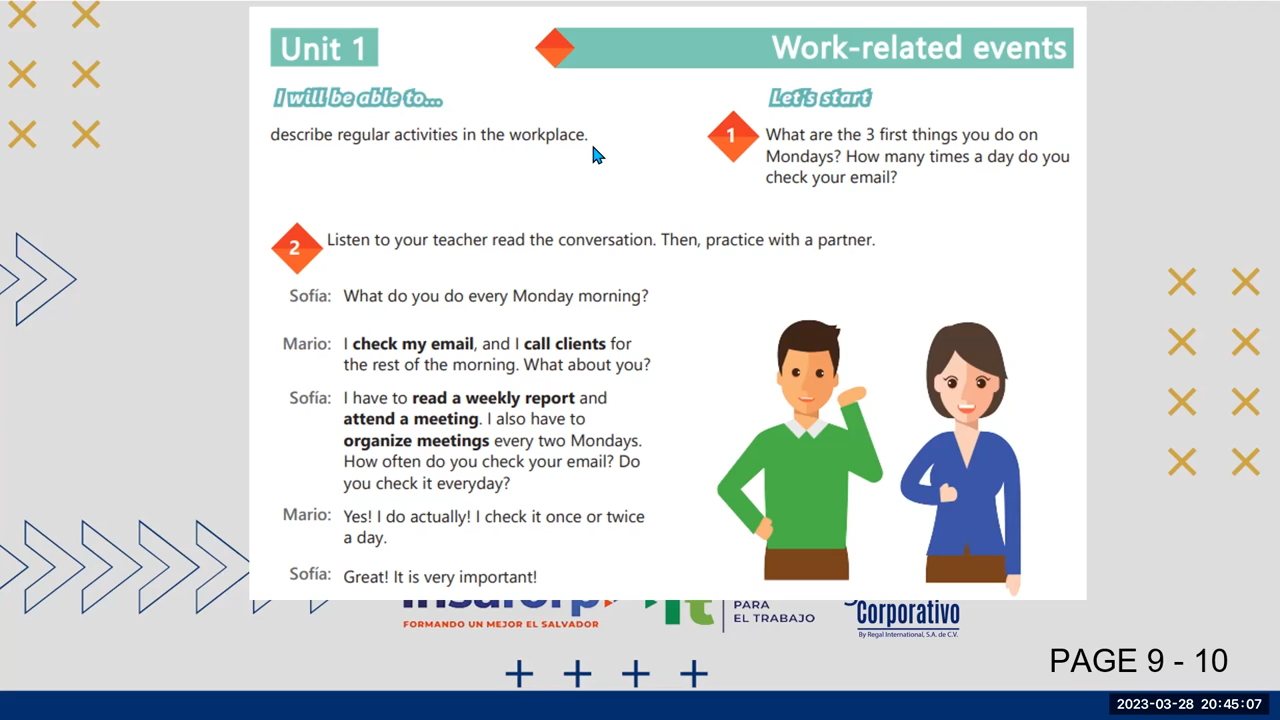 Unit 1
Work-related events
I will be able to...
Let's start
describe regular activities in the workplace.
1
What are the 3 first things you do on
Mondays? How many times a day do you
check your email?
2
Listen to your teacher read the conversation. Then, practice with a partner.
Sofía: What do you do every Monday morning?
Mario: I check my email, and I call clients for
the rest of the morning. What about you?
Sofía: I have to read a weekly report and
attend a meeting. I also have to
organize meetings every two Mondays.
How often do you check your email? Do
you check it everyday?
Mario: Yes! I do actually! I check it once or twice
a day.
Sofía: Great! It is very important!
FORMANDO UN MEJOR EL SALVADOR
PARA
EL TRABAJO
Corporativo
By Regal International, S.A. de C.V.
PAGE 9 - 10
2023-03-28 20:45:07